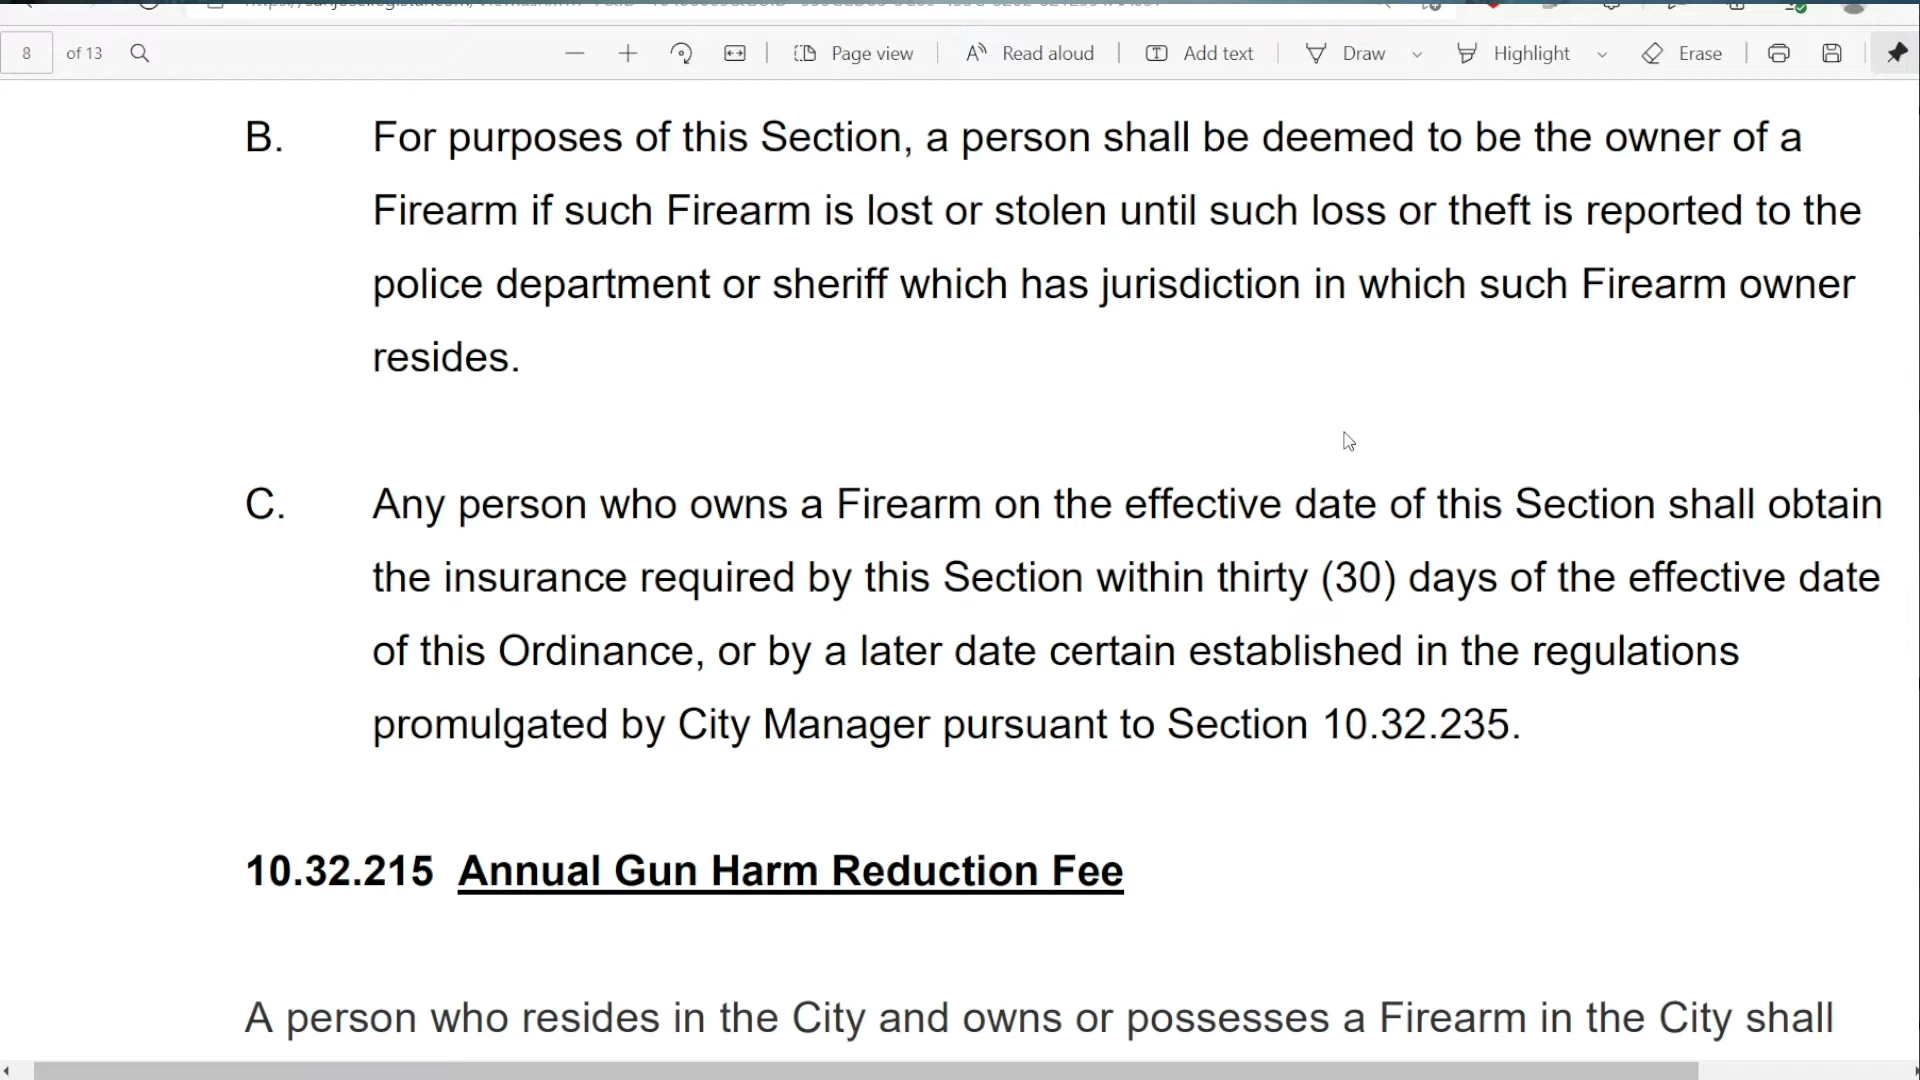 8 of 13 Page view Read aloud Add text Draw Highlight Erase
B. For purposes of this Section, a person shall be deemed to be the owner of a
Firearm if such Firearm is lost or stolen until such loss or theft is reported to the
police department or sheriff which has jurisdiction in which such Firearm owner
resides.
C. Any person who owns a Firearm on the effective date of this Section shall obtain
the insurance required by this Section within thirty (30) days of the effective date
of this Ordinance, or by a later date certain established in the regulations
promulgated by City Manager pursuant to Section 10.32.235.
10.32.215 Annual Gun Harm Reduction Fee
A person who resides in the City and owns or possesses a Firearm in the City shall